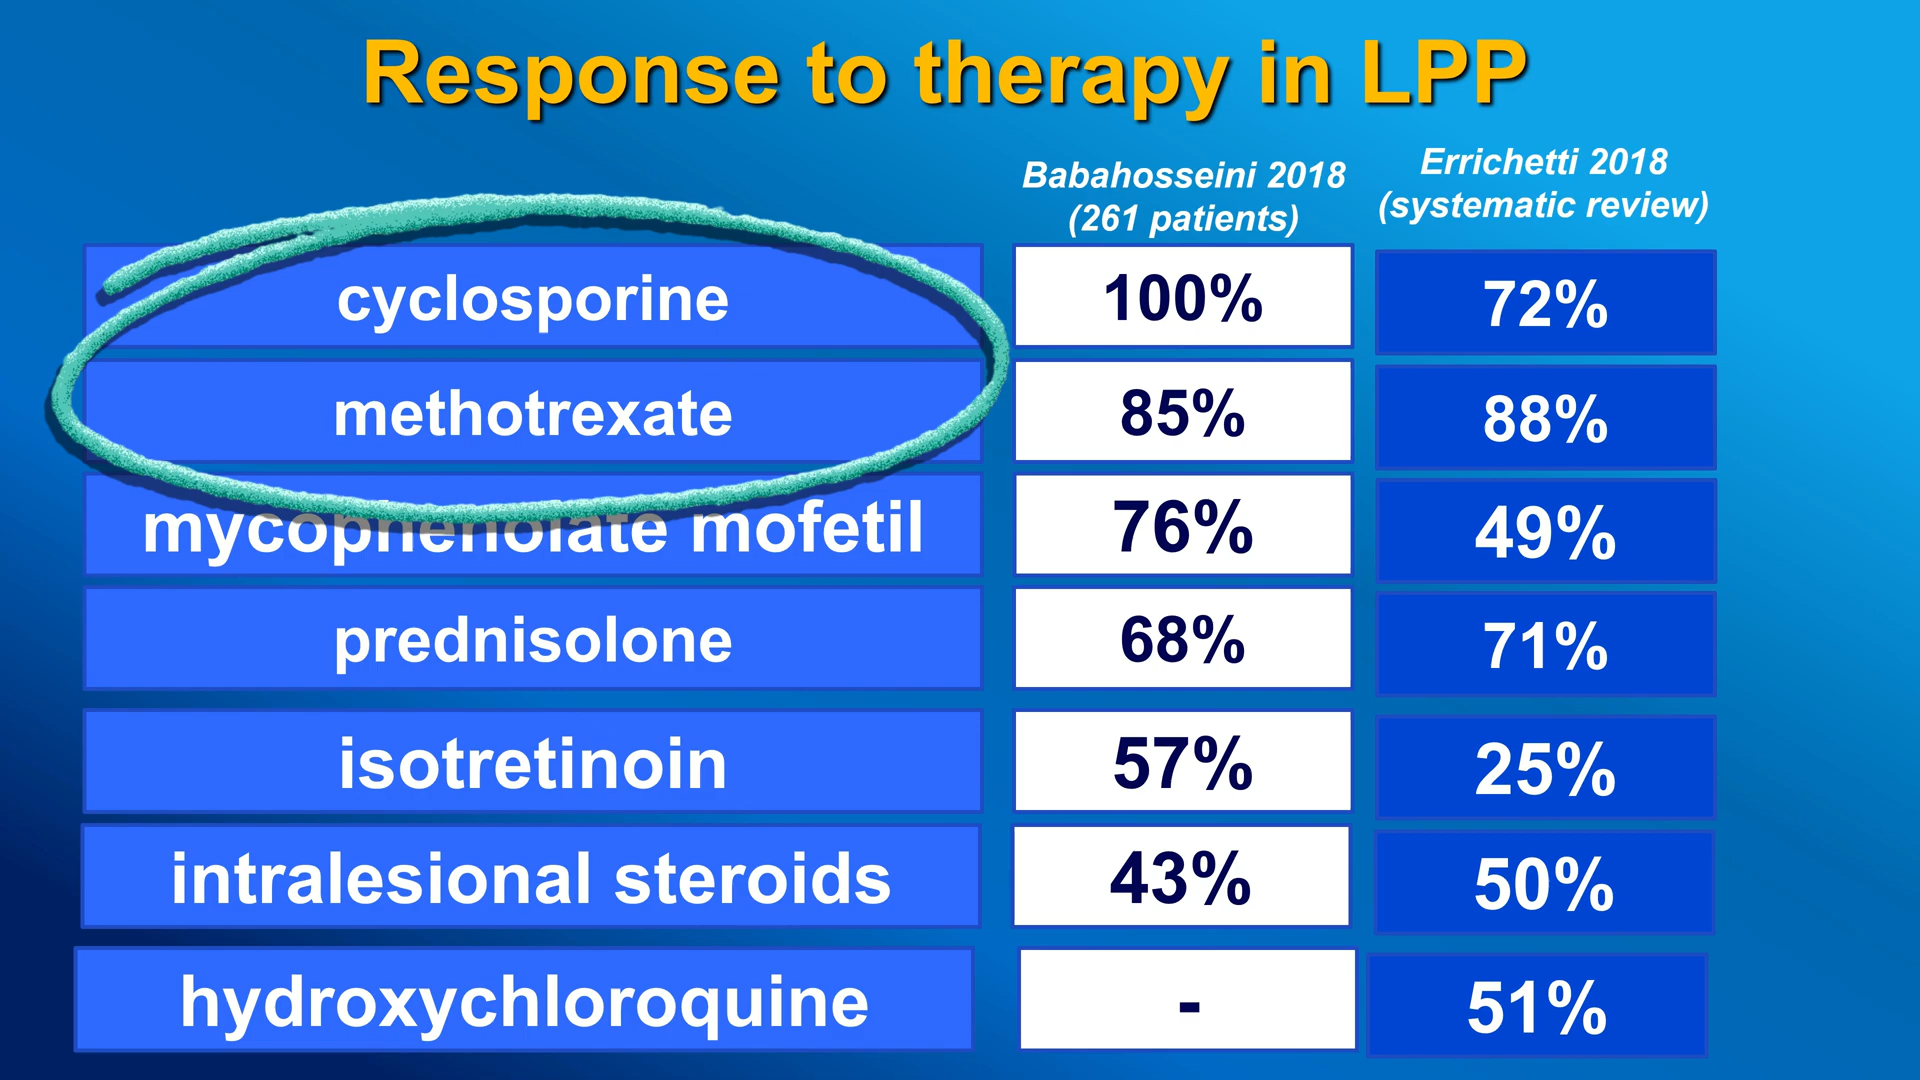 Response to therapy in LPP
Babahosseini 2018
(261 patients)
Errichetti 2018
(systematic review)
cyclosporine 100% 72%
methotrexate 85% 88%
mycophenolate mofetil 76% 49%
prednisolone 68% 71%
isotretinoin 57% 25%
intralesional steroids 43% 50%
hydroxychloroquine - 51%